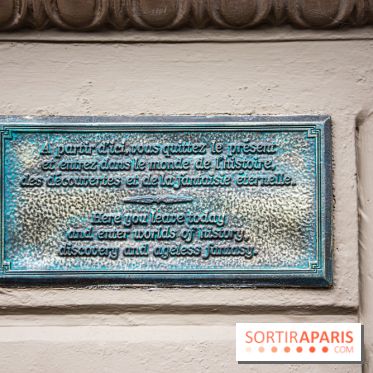 A partir d'ici, vous quittez le présent
et entrez dans le monde de l'histoire,
des découvertes et de la fantaisie éternelle.
Here you leave today
and enter worlds of history,
discovery and ageless fantasy.
SORTIRAPARIS
.COM